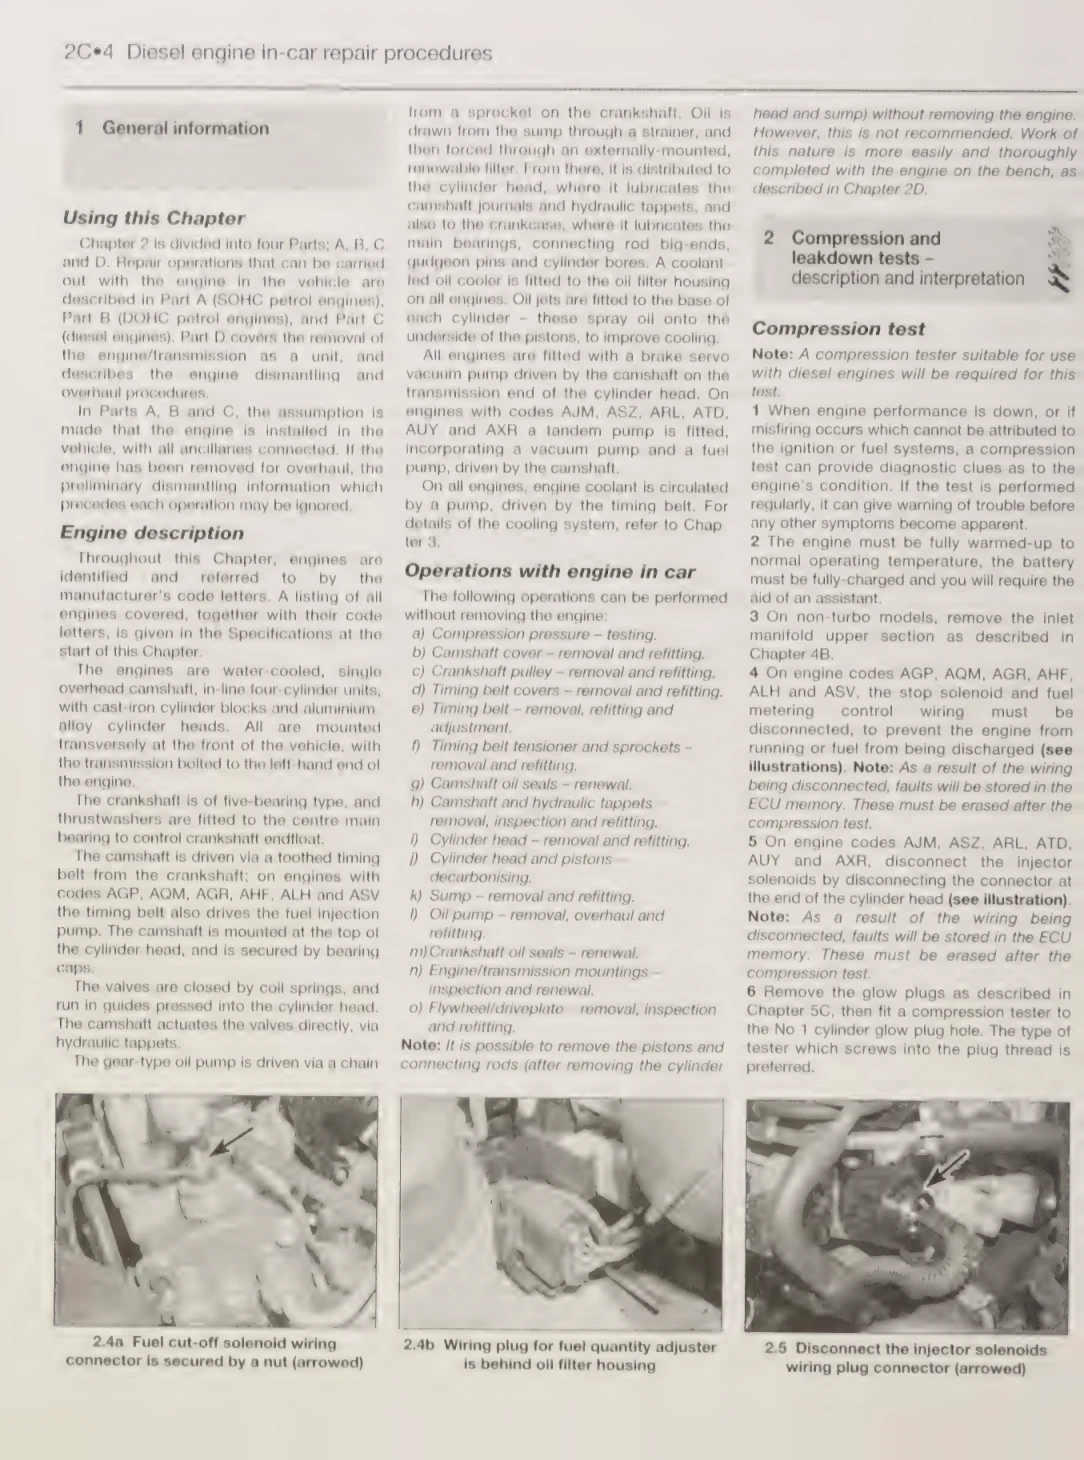 2C•4 Diesel engine in-car repair procedures
1 General information
Using this Chapter
Chapter 2 is divided into four Parts; A, B, C
and D. Repair operations that can be carried
out with the engine in the vehicle are
described in Part A (SOHC petrol engines),
Part B (DOHC petrol engines), and Part C
(diesel engines). Part D covers the removal of
the engine/transmission as a unit, and
describes the engine dismantling and
overhaul procedures.
In Parts A, B and C, the assumption is
made that the engine is installed in the
vehicle, with all ancillaries connected. If the
engine has been removed for overhaul, the
preliminary dismantling information which
precedes each operation may be ignored.
Engine description
Throughout this Chapter, engines are
identified and referred to by the
manufacturer's code letters. A listing of all
engines covered, together with their code
letters, is given in the Specifications at the
start of this Chapter.
The engines are water-cooled, single
overhead camshaft, in-line four-cylinder units,
with cast-iron cylinder blocks and aluminium-
alloy cylinder heads. All are mounted
transversely at the front of the vehicle, with
the transmission bolted to the left-hand end of
the engine.
The crankshaft is of five-bearing type, and
thrustwashers are fitted to the centre main
bearing to control crankshaft endfloat.
The camshaft is driven via a toothed timing
belt from the crankshaft; on engines with
codes AGP, AQM, AGR, AHF, ALH and ASV
the timing belt also drives the fuel injection
pump. The camshaft is mounted at the top of
the cylinder head, and is secured by bearing
caps.
The valves are closed by coil springs, and
run in guides pressed into the cylinder head.
The camshaft actuates the valves directly, via
hydraulic tappets.
The gear-type oil pump is driven via a chain
from a sprocket on the crankshaft. Oil is
drawn from the sump through a strainer, and
then forced through an externally-mounted,
renewable filter. From there, it is distributed to
the cylinder head, where it lubricates the
camshaft journals and hydraulic tappets, and
also to the crankcase, where it lubricates the
main bearings, connecting rod big-ends,
gudgeon pins and cylinder bores. A coolant-
fed oil cooler is fitted to the oil filter housing
on all engines. Oil jets are fitted to the base of
each cylinder – these spray oil onto the
underside of the pistons, to improve cooling.
All engines are fitted with a brake servo
vacuum pump driven by the camshaft on the
transmission end of the cylinder head. On
engines with codes AJM, ASZ, ARL, ATD,
AUY and AXR a tandem pump is fitted,
incorporating a vacuum pump and a fuel
pump, driven by the camshaft.
On all engines, engine coolant is circulated
by a pump, driven by the timing belt. For
details of the cooling system, refer to Chap-
ter 3.
Operations with engine in car
The following operations can be performed
without removing the engine:
a) Compression pressure – testing.
b) Camshaft cover – removal and refitting.
c) Crankshaft pulley – removal and refitting.
d) Timing belt covers – removal and refitting.
e) Timing belt – removal, refitting and
adjustment.
f) Timing belt tensioner and sprockets –
removal and refitting.
g) Camshaft oil seals – renewal.
h) Camshaft and hydraulic tappets
removal, inspection and refitting.
i) Cylinder head – removal and refitting.
j) Cylinder head and pistons
decarbonising.
k) Sump – removal and refitting.
l) Oil pump – removal, overhaul and
refitting.
m) Crankshaft oil seals – renewal.
n) Engine/transmission mountings –
inspection and renewal.
o) Flywheel/driveplate removal, inspection
and refitting.
Note: It is possible to remove the pistons and
connecting rods (after removing the cylinder
head and sump) without removing the engine.
However, this is not recommended. Work of
this nature is more easily and thoroughly
completed with the engine on the bench, as
described in Chapter 2D.
2 Compression and
leakdown tests –
description and interpretation
Compression test
Note: A compression tester suitable for use
with diesel engines will be required for this
test.
1 When engine performance is down, or if
misfiring occurs which cannot be attributed to
the ignition or fuel systems, a compression
test can provide diagnostic clues as to the
engine's condition. If the test is performed
regularly, it can give warning of trouble before
any other symptoms become apparent.
2 The engine must be fully warmed-up to
normal operating temperature, the battery
must be fully-charged and you will require the
aid of an assistant.
3 On non-turbo models, remove the inlet
manifold upper section as described in
Chapter 4B.
4 On engine codes AGP, AQM, AGR, AHF,
ALH and ASV, the stop solenoid and fuel
metering control wiring must be
disconnected, to prevent the engine from
running or fuel from being discharged (see
illustrations). Note: As a result of the wiring
being disconnected, faults will be stored in the
ECU memory. These must be erased after the
compression test.
5 On engine codes AJM, ASZ, ARL, ATD,
AUY and AXR, disconnect the injector
solenoids by disconnecting the connector at
the end of the cylinder head (see illustration).
Note: As a result of the wiring being
disconnected, faults will be stored in the ECU
memory. These must be erased after the
compression test.
6 Remove the glow plugs as described in
Chapter 5C, then fit a compression tester to
the No 1 cylinder glow plug hole. The type of
tester which screws into the plug thread is
preferred.
2.4a Fuel cut-off solenoid wiring
connector is secured by a nut (arrowed)
2.4b Wiring plug for fuel quantity adjuster
is behind oil filter housing
2.5 Disconnect the injector solenoids
wiring plug connector (arrowed)